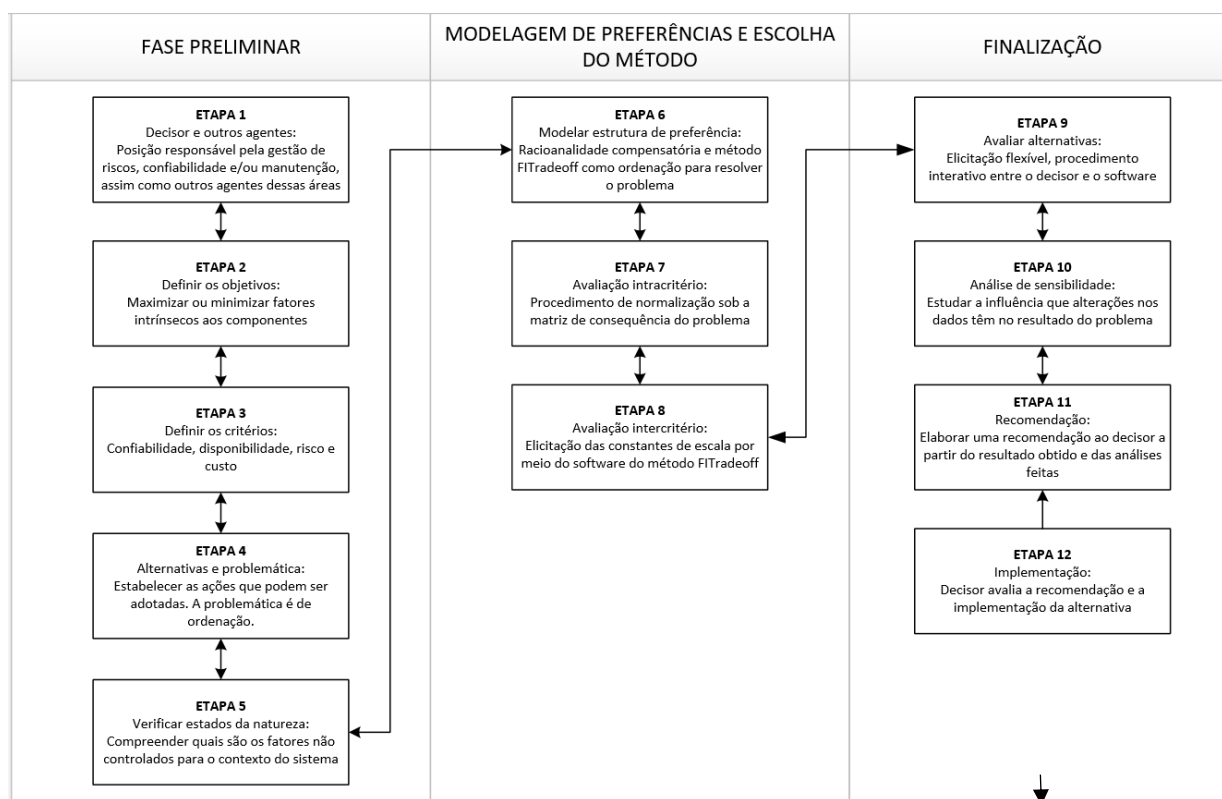 FASE PRELIMINAR
ETAPA 1
Decisor e outros agentes:
Posição responsável pela gestão de
riscos, confiabilidade e/ou manutenção,
assim como outros agentes dessas áreas
ETAPA 2
Definir os objetivos:
Maximizar ou minimizar fatores
intrínsecos aos componentes
ETAPA 3
Definir os critérios:
Confiabilidade, disponibilidade, risco e
custo
ETAPA 4
Alternativas e problemática:
Estabelecer as ações que podem ser
adotadas. A problemática é de
ordenação.
ETAPA 5
Verificar estados da natureza:
Compreender quais são os fatores não
controlados para o contexto do sistema
MODELAGEM DE PREFERÊNCIAS E ESCOLHA
DO MÉTODO
ETAPA 6
Modelar estrutura de preferência:
Racioanalidade compensatória e método
FITradeoff como ordenação para resolver
o problema
ETAPA 7
Avaliação intracritério:
Procedimento de normalização sob a
matriz de consequência do problema
ETAPA 8
Avaliação intercritério:
Elicitação das constantes de escala por
meio do software do método FITradeoff
FINALIZAÇÃO
ETAPA 9
Avaliar alternativas:
Elicitação flexível, procedimento
interativo entre o decisor e o software
ETAPA 10
Análise de sensibilidade:
Estudar a influência que alterações nos
dados têm no resultado do problema
ETAPA 11
Recomendação:
Elaborar uma recomendação ao decisor a
partir do resultado obtido e das análises
feitas
ETAPA 12
Implementação:
Decisor avalia a recomendação e a
implementação da alternativa